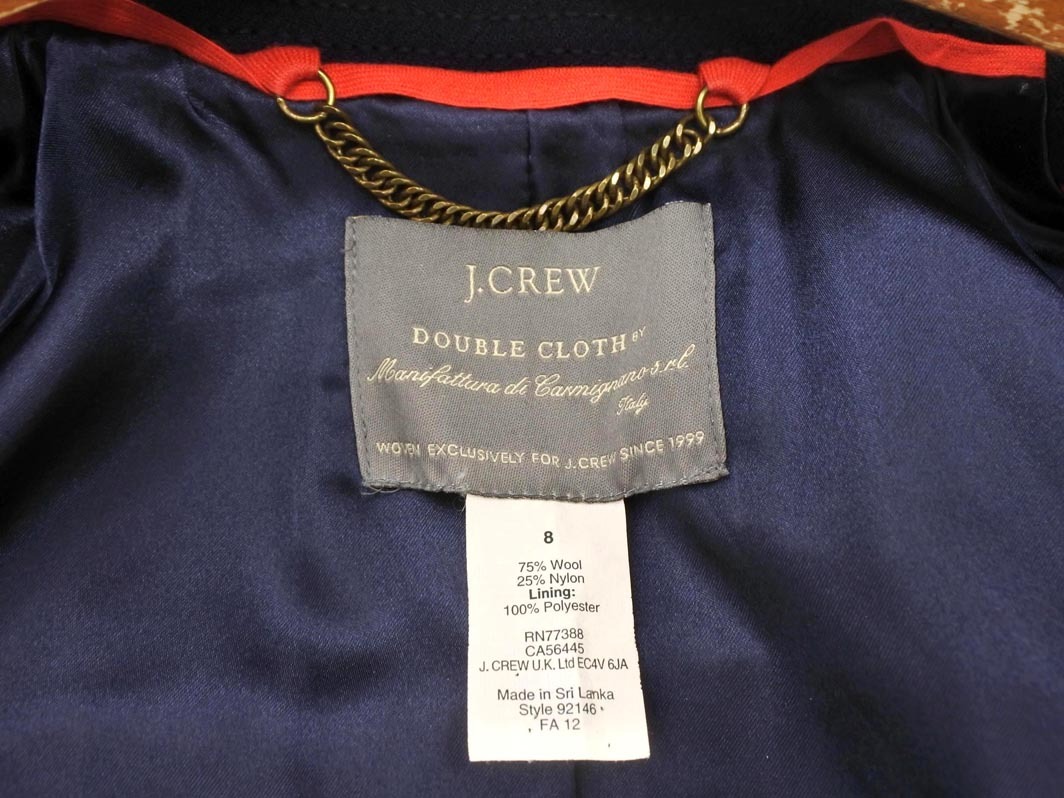 J.CREW
DOUBLE CLOTH BY
Manifattura di Carmignano s.r.l.
Italy
WOVEN EXCLUSIVELY FOR J.CREW SINCE 1999
8
75% Wool
25% Nylon
Lining:
100% Polyester
RN77388
CA56445
J. CREW U.K. Ltd EC4V 6JA
Made in Sri Lanka
Style 92146
FA 12